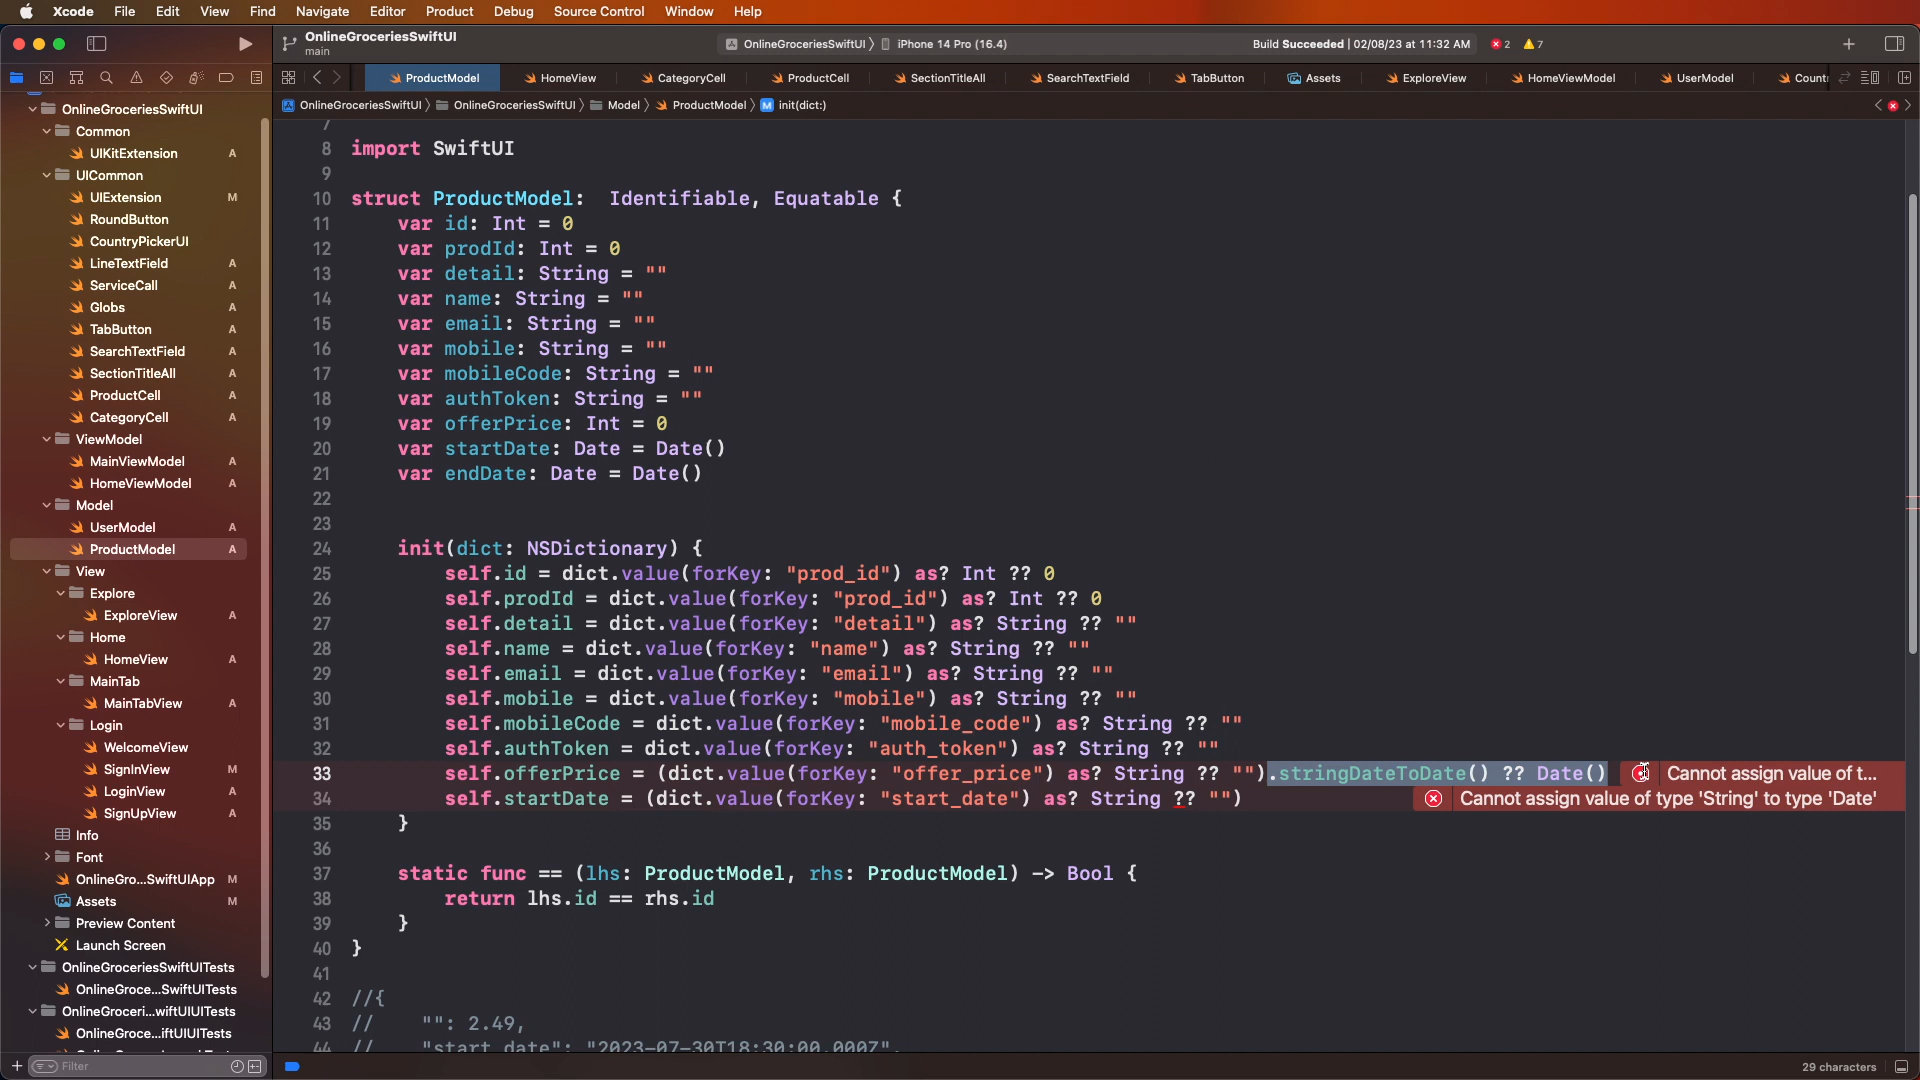 Xcode File Edit View Find Navigate Editor Product Debug Source Control Window Help
OnlineGroceriesSwiftUI
main
OnlineGroceriesSwiftUI
iPhone 14 Pro (16.4)
Build Succeeded | 02/08/23 at 11:32 AM
2
7
ProductModel
HomeView
CategoryCell
ProductCell
SectionTitleAll
SearchTextField
TabButton
Assets
ExploreView
HomeViewModel
UserModel
OnlineGroceriesSwiftUI
OnlineGroceriesSwiftUI
Model
ProductModel
M init(dict:)
OnlineGroceriesSwiftUI
Common
UIKitExtension A
UICommon
UIExtension M
RoundButton
CountryPickerUI
LineTextField A
ServiceCall A
Globs A
TabButton A
SearchTextField A
SectionTitleAll A
ProductCell A
CategoryCell A
ViewModel
MainViewModel A
HomeViewModel A
Model
UserModel A
ProductModel A
View
Explore
ExploreView A
Home
HomeView A
MainTab
MainTabView A
Login
WelcomeView
SignInView M
LoginView A
SignUpView A
Info
Font
OnlineGro...SwiftUIApp M
Assets M
Preview Content
Launch Screen
OnlineGroceriesSwiftUITests
OnlineGroce...SwiftUITests
OnlineGroceri...wiftUIUITests
OnlineGroce...iftUIUITests
Filter
7
8 import SwiftUI
9
10 struct ProductModel: Identifiable, Equatable {
11 var id: Int = 0
12 var prodId: Int = 0
13 var detail: String = ""
14 var name: String = ""
15 var email: String = ""
16 var mobile: String = ""
17 var mobileCode: String = ""
18 var authToken: String = ""
19 var offerPrice: Int = 0
20 var startDate: Date = Date()
21 var endDate: Date = Date()
22
23
24 init(dict: NSDictionary) {
25 self.id = dict.value(forKey: "prod_id") as? Int ?? 0
26 self.prodId = dict.value(forKey: "prod_id") as? Int ?? 0
27 self.detail = dict.value(forKey: "detail") as? String ?? ""
28 self.name = dict.value(forKey: "name") as? String ?? ""
29 self.email = dict.value(forKey: "email") as? String ?? ""
30 self.mobile = dict.value(forKey: "mobile") as? String ?? ""
31 self.mobileCode = dict.value(forKey: "mobile_code") as? String ?? ""
32 self.authToken = dict.value(forKey: "auth_token") as? String ?? ""
33 self.offerPrice = (dict.value(forKey: "offer_price") as? String ?? "").stringDateToDate() ?? Date() Cannot assign value of t...
34 self.startDate = (dict.value(forKey: "start_date") as? String ?? "") Cannot assign value of type 'String' to type 'Date'
35 }
36
37 static func == (lhs: ProductModel, rhs: ProductModel) -> Bool {
38 return lhs.id == rhs.id
39 }
40 }
41
42 //{
43 // "": 2.49,
44 // "start_date": "2023-07-30T18:30:00.000Z",
29 characters